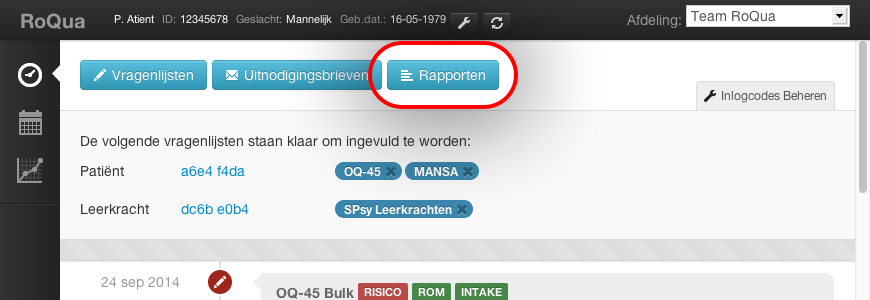 RoQua P. Atient ID: 12345678 Geslacht: Mannelijk Geb.dat.: 16-05-1979 Afdeling: Team RoQua
Vragenlijsten Uitnodigingsbrieven Rapporten
Inlogcodes Beheren
De volgende vragenlijsten staan klaar om ingevuld te worden:
Patiënt a6e4 f4da OQ-45 MANSA
Leerkracht dc6b e0b4 SPsy Leerkrachten
24 sep 2014
OQ-45 Bulk RISICO ROM INTAKE